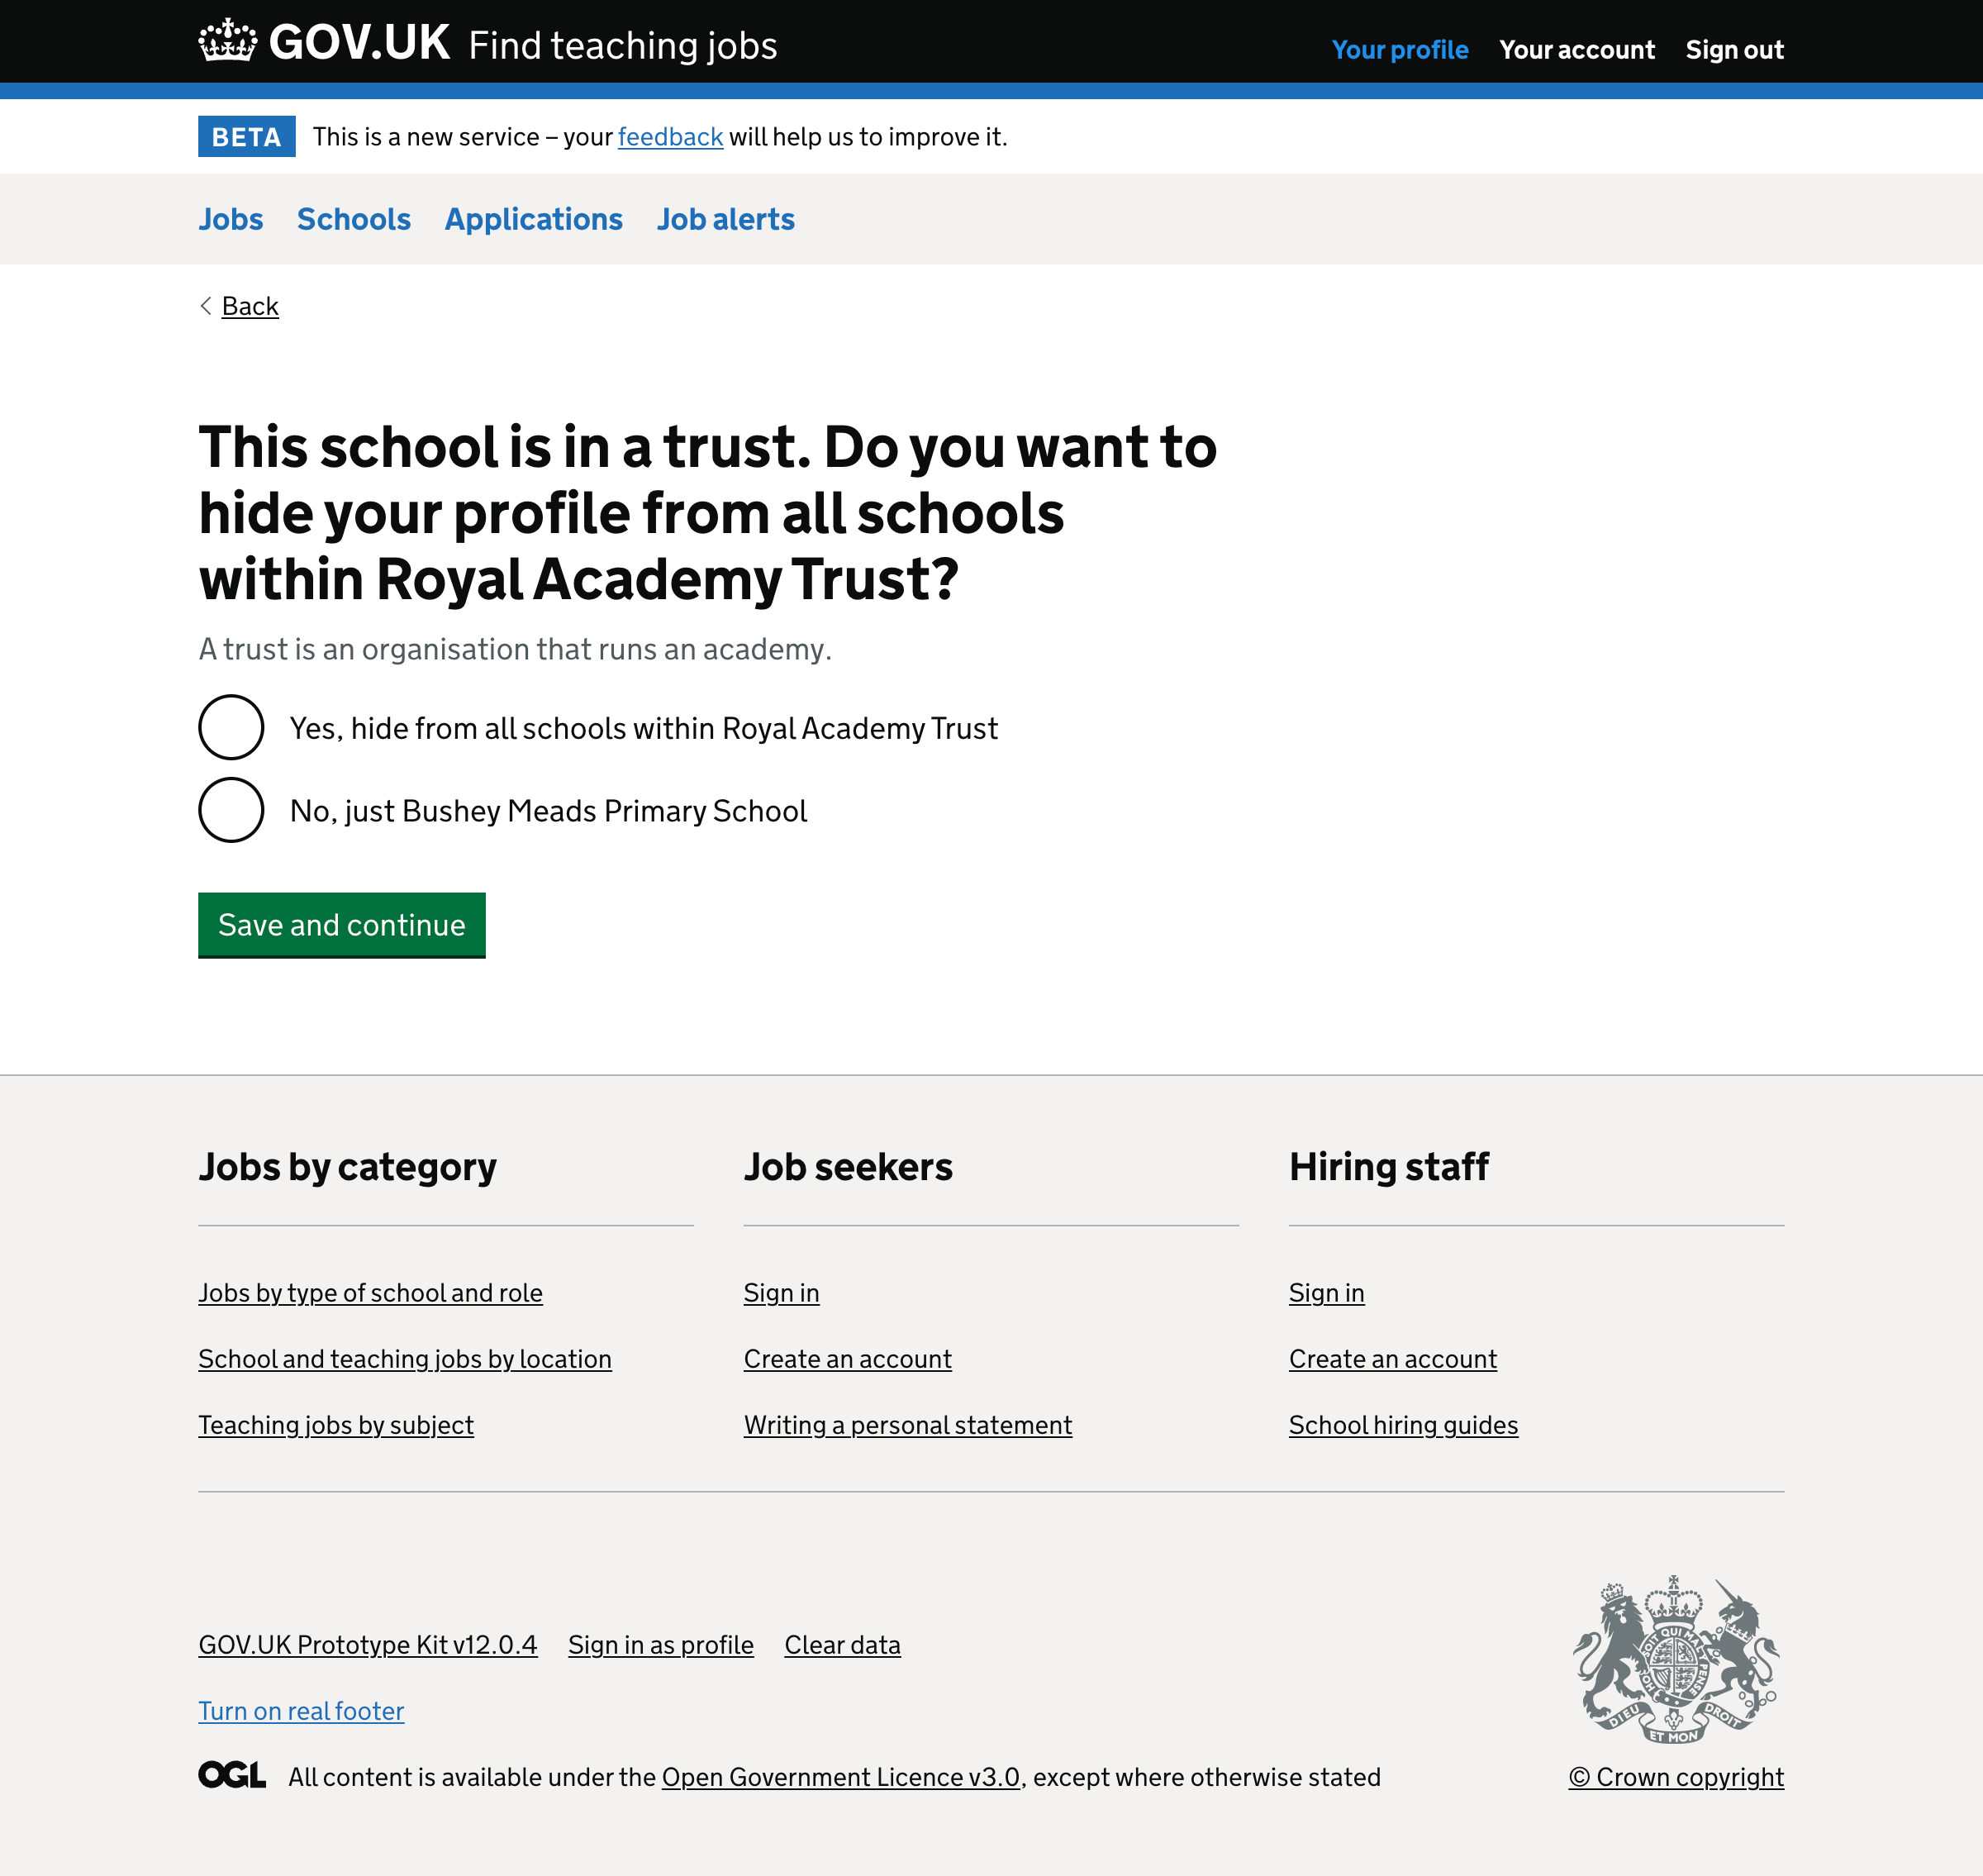 GOV.UK Find teaching jobs
Your profile Your account Sign out
BETA This is a new service – your feedback will help us to improve it.
Jobs Schools Applications Job alerts
Back
This school is in a trust. Do you want to
hide your profile from all schools
within Royal Academy Trust?
A trust is an organisation that runs an academy.
Yes, hide from all schools within Royal Academy Trust
No, just Bushey Meads Primary School
Save and continue
Jobs by category
Jobs by type of school and role
School and teaching jobs by location
Teaching jobs by subject
Job seekers
Sign in
Create an account
Writing a personal statement
Hiring staff
Sign in
Create an account
School hiring guides
GOV.UK Prototype Kit v12.0.4 Sign in as profile Clear data
Turn on real footer
OGL All content is available under the Open Government Licence v3.0, except where otherwise stated
DIEU ET MON DROIT
© Crown copyright